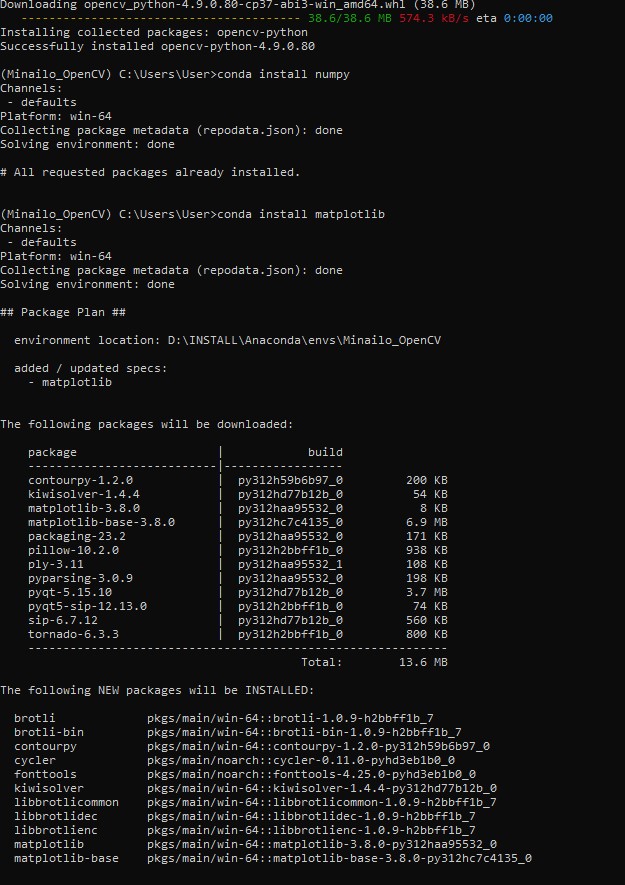 Downloading opencv_python-4.9.0.80-cp37-abi3-win_amd64.whl (38.6 MB)
---------------------------------------- 38.6/38.6 MB 574.3 kB/s eta 0:00:00
Installing collected packages: opencv-python
Successfully installed opencv-python-4.9.0.80
(Minailo_OpenCV) C:\Users\User>conda install numpy
Channels:
- defaults
Platform: win-64
Collecting package metadata (repodata.json): done
Solving environment: done
# All requested packages already installed.
(Minailo_OpenCV) C:\Users\User>conda install matplotlib
Channels:
- defaults
Platform: win-64
Collecting package metadata (repodata.json): done
Solving environment: done
## Package Plan ##
environment location: D:\INSTALL\Anaconda\envs\Minailo_OpenCV
added / updated specs:
- matplotlib
The following packages will be downloaded:
package | build
---------------------------|-----------------
contourpy-1.2.0 | py312h59b6b97_0 200 KB
kiwisolver-1.4.4 | py312hd77b12b_0 54 KB
matplotlib-3.8.0 | py312haa95532_0 8 KB
matplotlib-base-3.8.0 | py312hc7c4135_0 6.9 MB
packaging-23.2 | py312haa95532_0 171 KB
pillow-10.2.0 | py312h2bbff1b_0 938 KB
ply-3.11 | py312haa95532_1 108 KB
pyparsing-3.0.9 | py312haa95532_0 198 KB
pyqt-5.15.10 | py312hd77b12b_0 3.7 MB
pyqt5-sip-12.13.0 | py312h2bbff1b_0 74 KB
sip-6.7.12 | py312hd77b12b_0 560 KB
tornado-6.3.3 | py312h2bbff1b_0 800 KB
------------------------------------------------------------
Total: 13.6 MB
The following NEW packages will be INSTALLED:
brotli pkgs/main/win-64::brotli-1.0.9-h2bbff1b_7
brotli-bin pkgs/main/win-64::brotli-bin-1.0.9-h2bbff1b_7
contourpy pkgs/main/win-64::contourpy-1.2.0-py312h59b6b97_0
cycler pkgs/main/noarch::cycler-0.11.0-pyhd3eb1b0_0
fonttools pkgs/main/noarch::fonttools-4.25.0-pyhd3eb1b0_0
kiwisolver pkgs/main/win-64::kiwisolver-1.4.4-py312hd77b12b_0
libbrotlicommon pkgs/main/win-64::libbrotlicommon-1.0.9-h2bbff1b_7
libbrotlidec pkgs/main/win-64::libbrotlidec-1.0.9-h2bbff1b_7
libbrotlienc pkgs/main/win-64::libbrotlienc-1.0.9-h2bbff1b_7
matplotlib pkgs/main/win-64::matplotlib-3.8.0-py312haa95532_0
matplotlib-base pkgs/main/win-64::matplotlib-base-3.8.0-py312hc7c4135_0